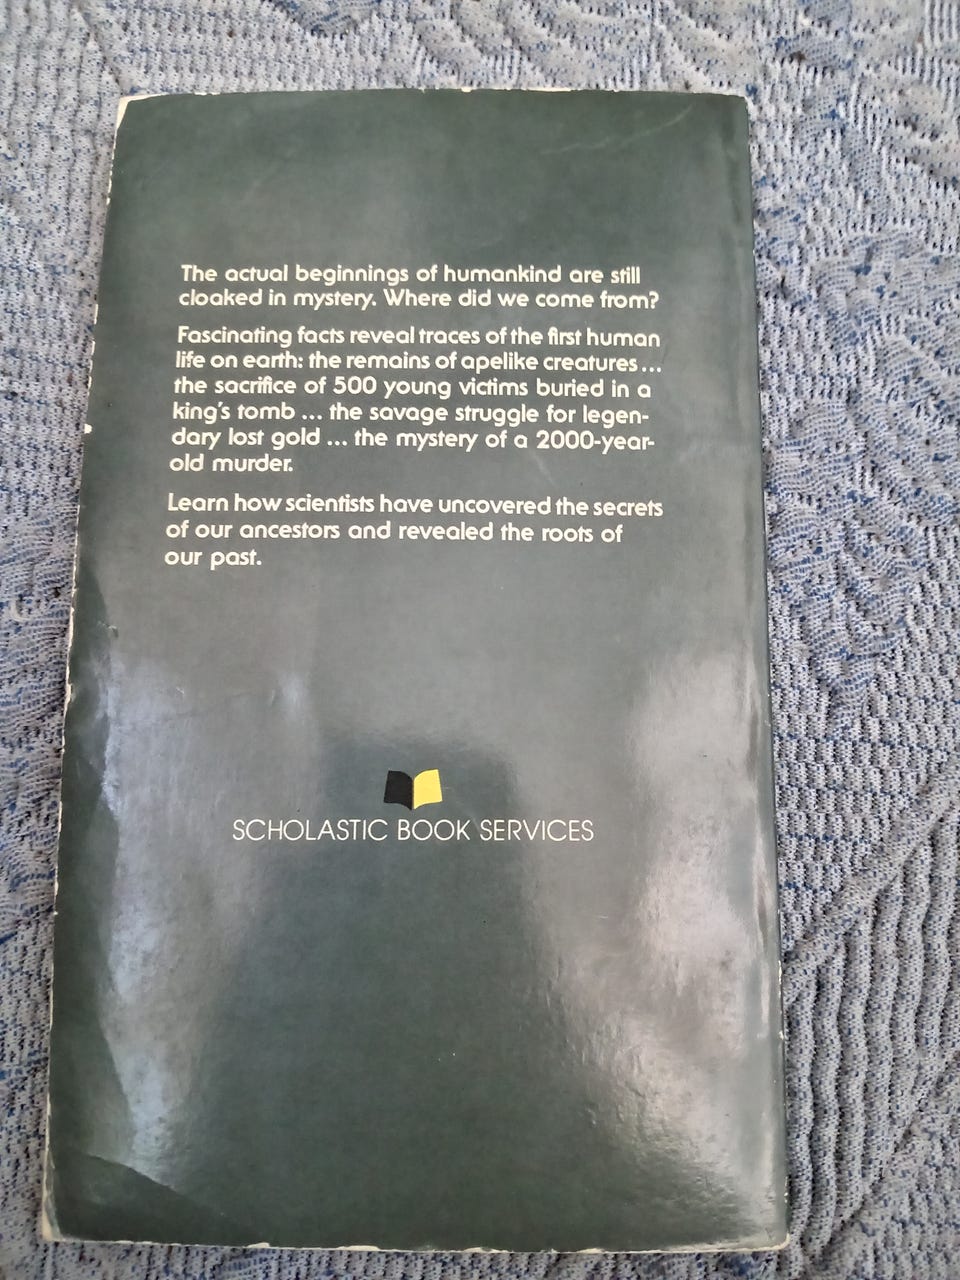 The actual beginnings of humankind are still
cloaked in mystery. Where did we come from?
Fascinating facts reveal traces of the first human
life on earth: the remains of apelike creatures...
the sacrifice of 500 young victims buried in a
king's tomb ... the savage struggle for legen-
dary lost gold ... the mystery of a 2000-year-
old murder.
Learn how scientists have uncovered the secrets
of our ancestors and revealed the roots of
our past.
SCHOLASTIC BOOK SERVICES